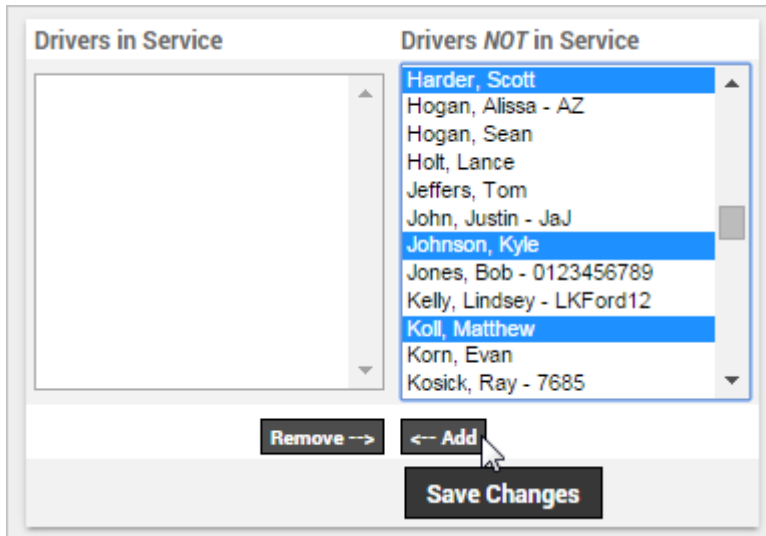 Drivers in Service
Drivers NOT in Service
Harder, Scott
Hogan, Alissa - AZ
Hogan, Sean
Holt, Lance
Jeffers, Tom
John, Justin - JaJ
Johnson, Kyle
Jones, Bob - 0123456789
Kelly, Lindsey - LKFord12
Koll, Matthew
Korn, Evan
Kosick, Ray - 7685
Remove -->
<-- Add
Save Changes